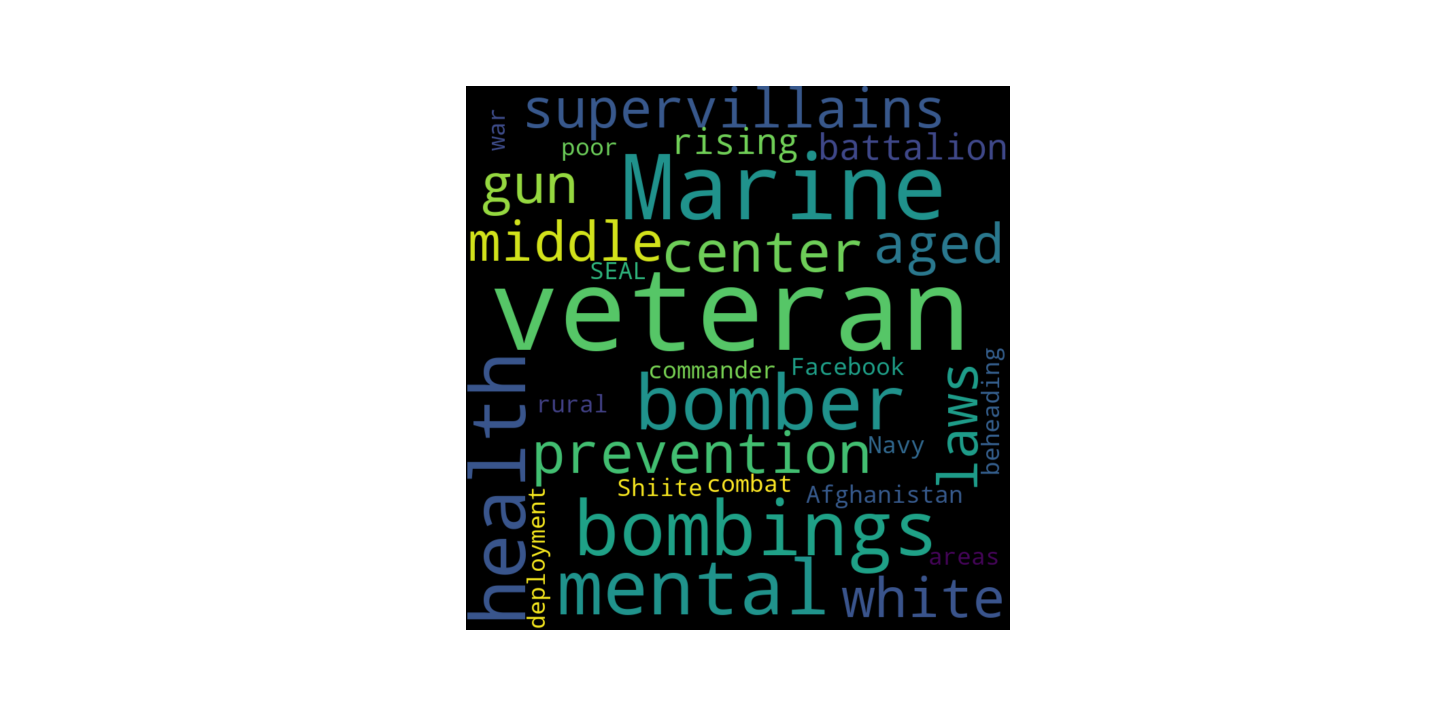 supervillains
war
poor
rising
battalion
gun
Marine
middle
center
aged
SEAL
veteran
health
commander
Facebook
laws
beheading
rural
bomber
prevention
Navy
Shiite
combat
Afghanistan
deployment
bombings
areas
mental
white